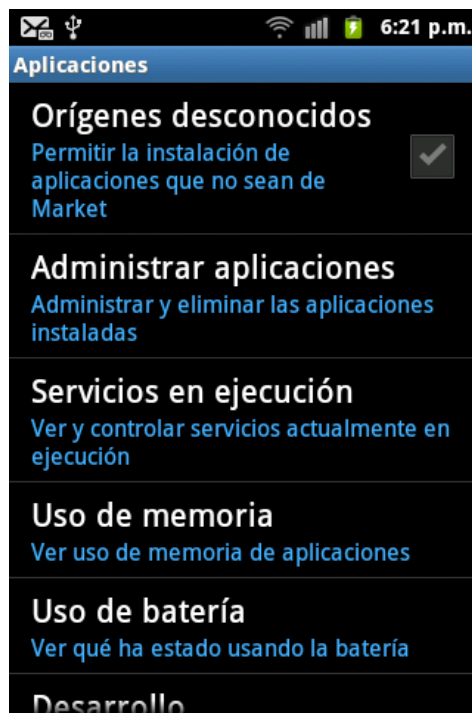 6:21 p.m.
Aplicaciones
Orígenes desconocidos
Permitir la instalación de
aplicaciones que no sean de
Market
Administrar aplicaciones
Administrar y eliminar las aplicaciones
instaladas
Servicios en ejecución
Ver y controlar servicios actualmente en
ejecución
Uso de memoria
Ver uso de memoria de aplicaciones
Uso de batería
Ver qué ha estado usando la batería
Desarrollo